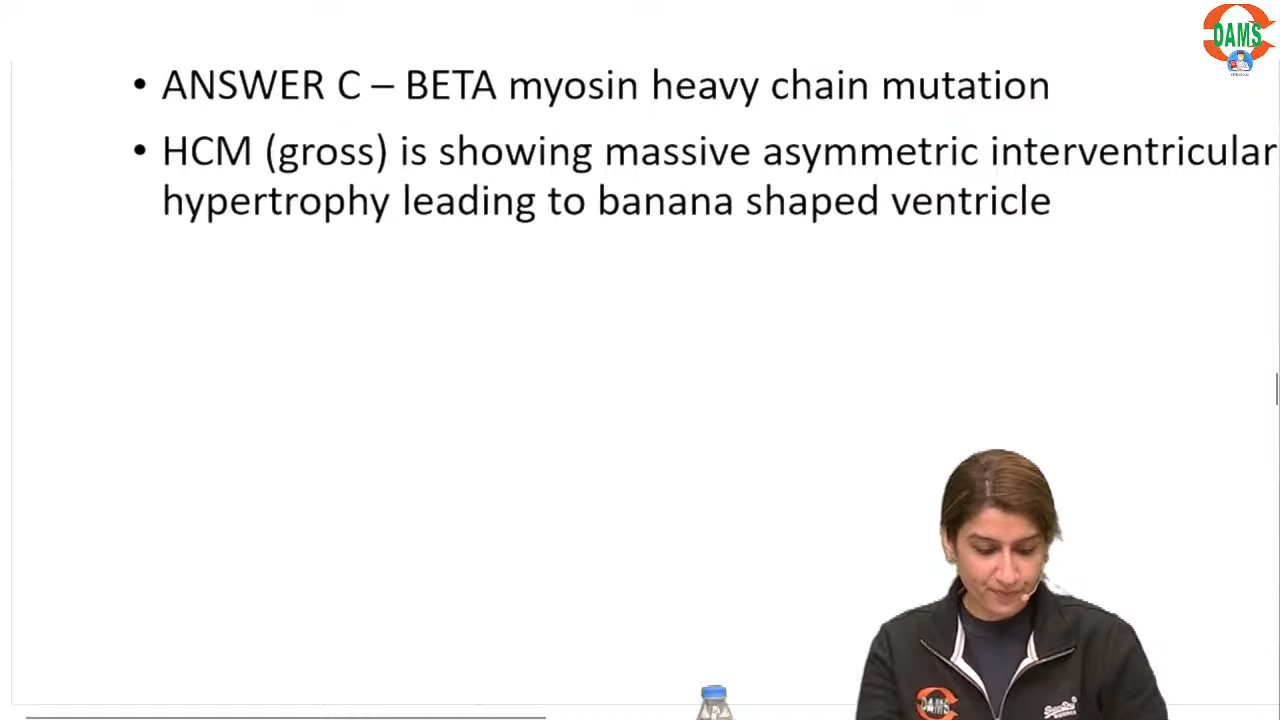 DAMS
• ANSWER C – BETA myosin heavy chain mutation
• HCM (gross) is showing massive asymmetric interventricular
hypertrophy leading to banana shaped ventricle
DAMS